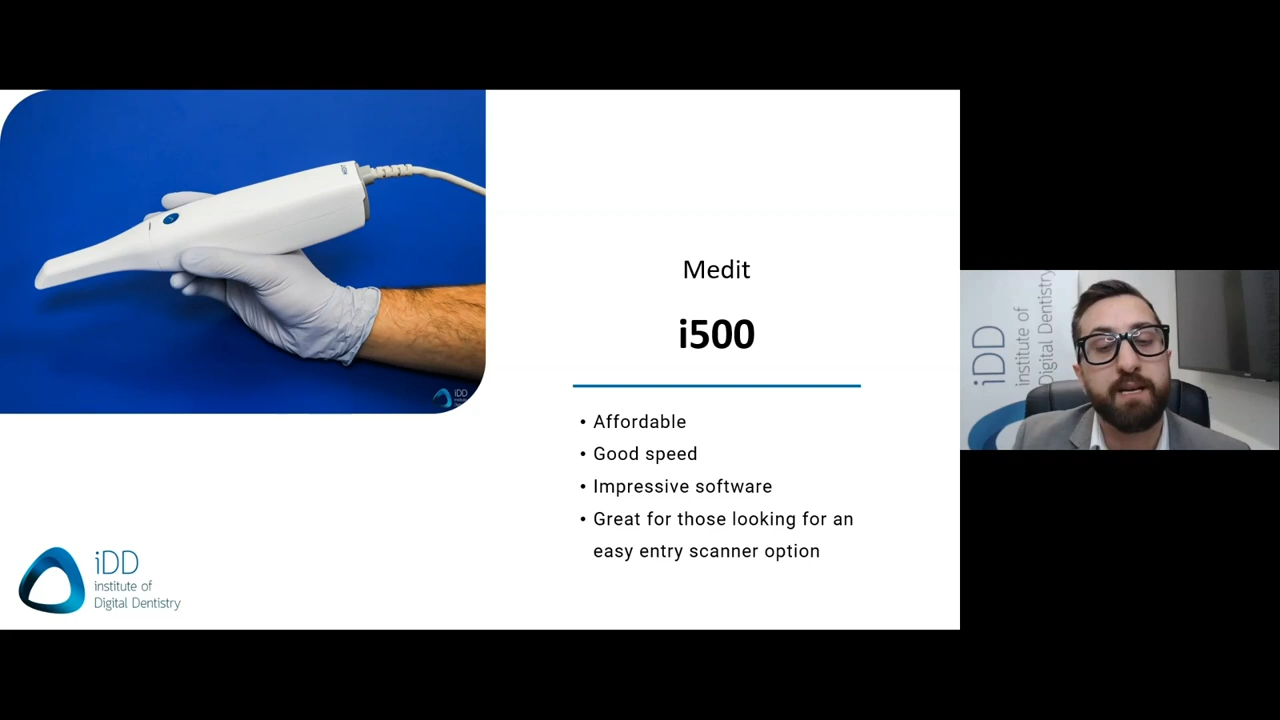 Medit
i500
• Affordable
• Good speed
• Impressive software
• Great for those looking for an
easy entry scanner option
iDD
institute of
Digital Dentistry
iDD
iDD
institute of
Digital Dentistry